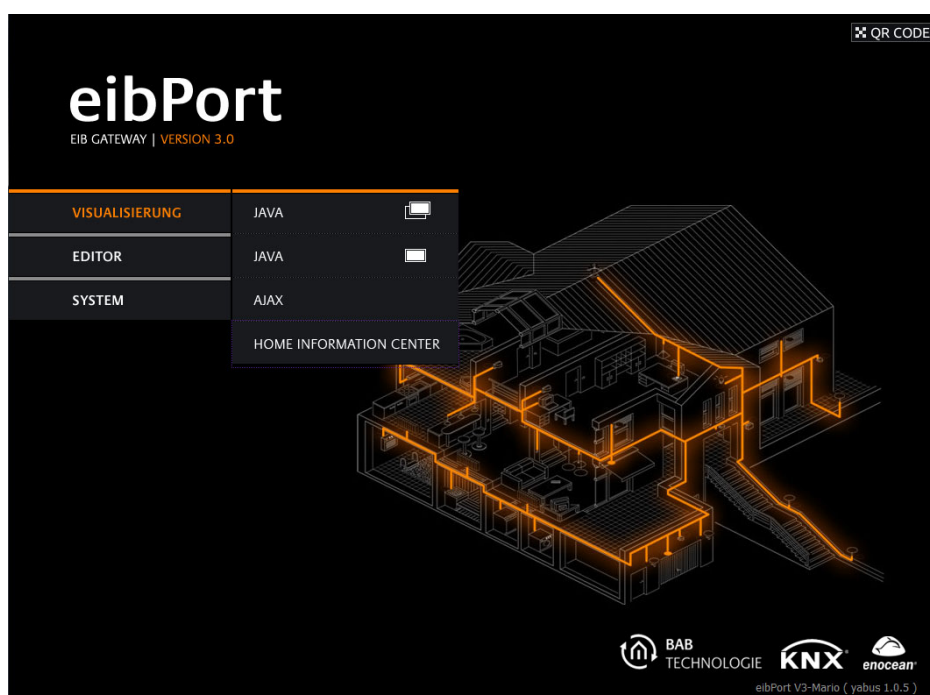 QR CODE
eibPort
EIB GATEWAY | VERSION 3.0
VISUALISIERUNG
JAVA
EDITOR
JAVA
SYSTEM
AJAX
HOME INFORMATION CENTER
BAB
TECHNOLOGIE
KNX
enocean
eibPort V3-Mario ( yabus 1.0.5 )